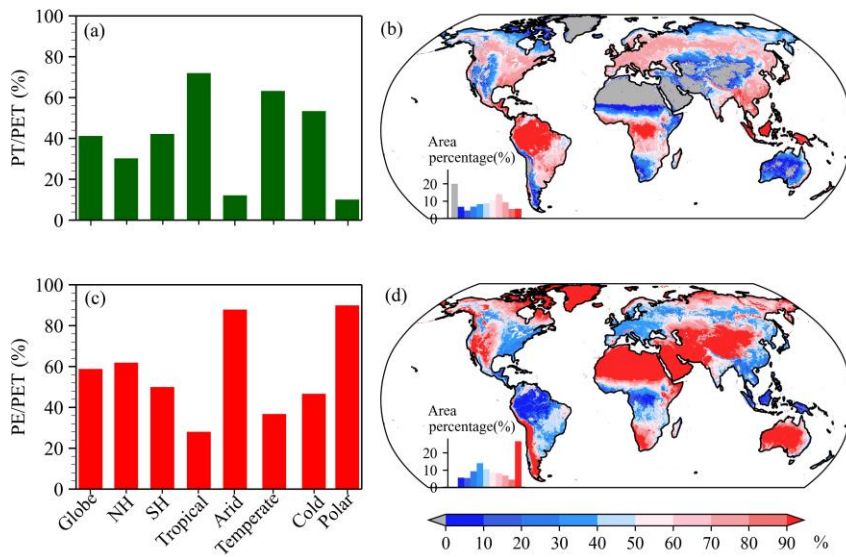 (a)
PT/PET (%)
100
80
60
40
20
0
(b)
Area
percentage(%)
20
10
0
(c)
PE/PET (%)
100
80
60
40
20
0
Globe
NH
SH
Tropical
Arid
Temperate
Cold
Polar
(d)
Area
percentage(%)
20
10
0
0 10 20 30 40 50 60 70 80 90 %